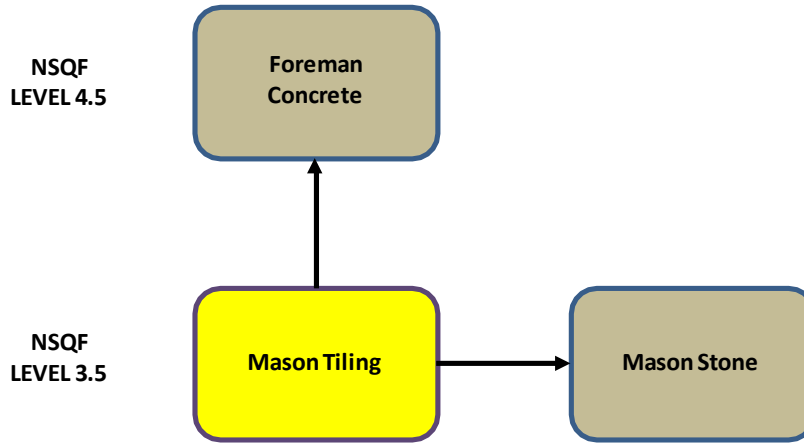 NSQF
LEVEL 4.5
Foreman
Concrete
NSQF
LEVEL 3.5
Mason Tiling
Mason Stone